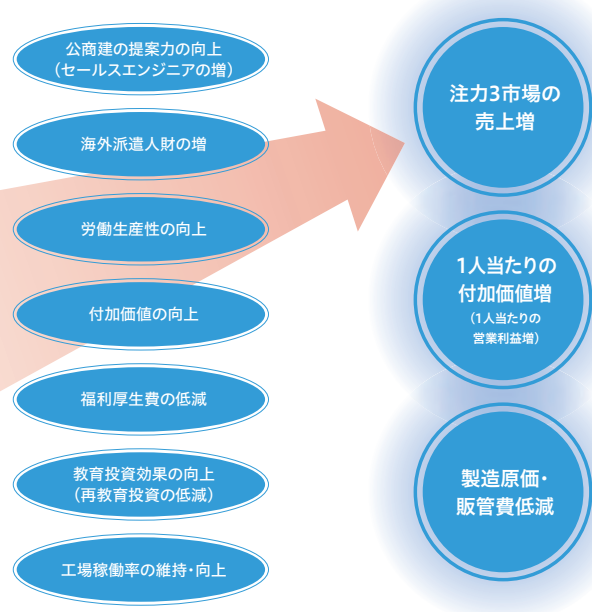 公商建の提案力の向上
(セールスエンジニアの増)
海外派遣人財の増
労働生産性の向上
付加価値の向上
福利厚生費の低減
教育投資効果の向上
(再教育投資の低減)
工場稼働率の維持・向上
注力3市場の
売上増
1人当たりの
付加価値増
(1人当たりの
営業利益増)
製造原価・
販管費低減